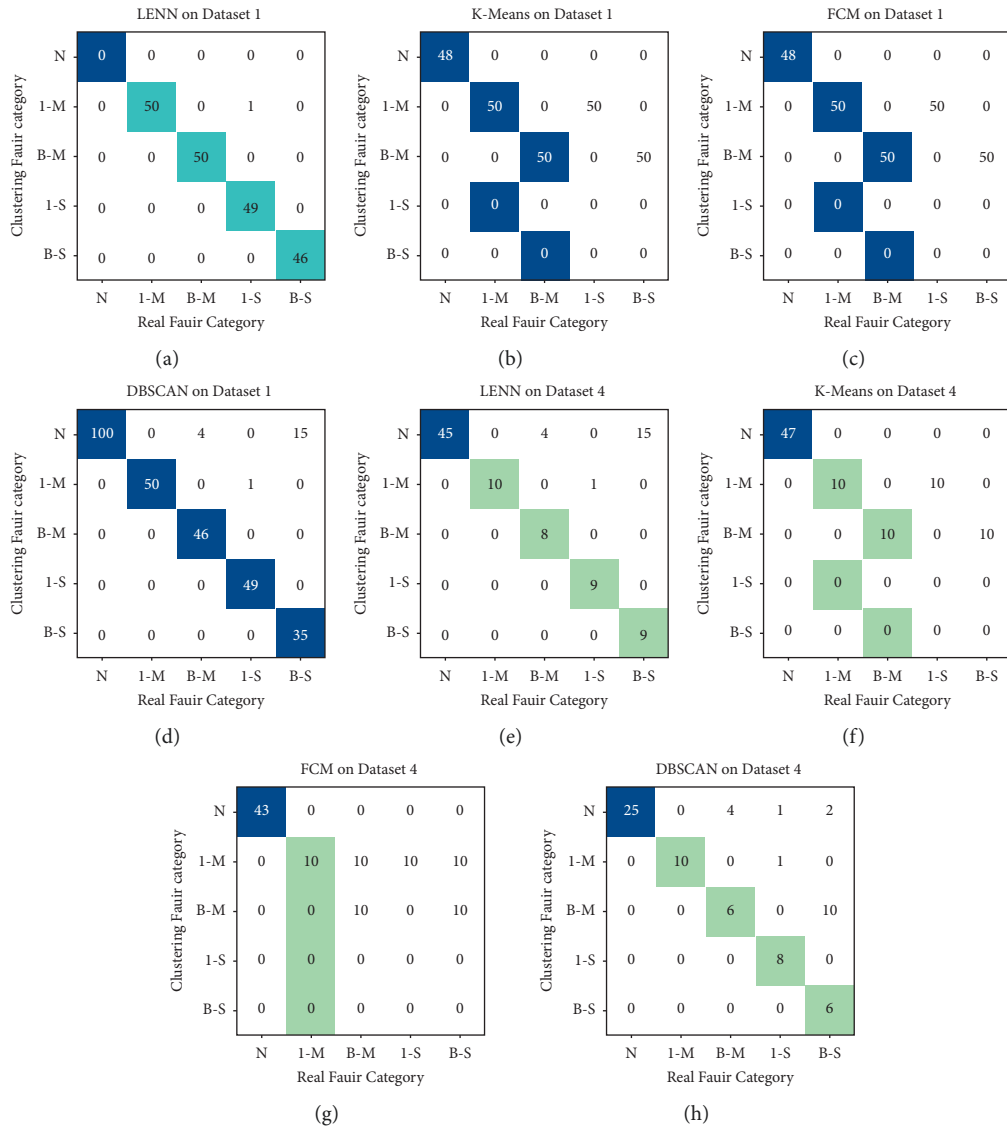 LENN on Dataset 1
K-Means on Dataset 1
FCM on Dataset 1
Clustering Fauir category
N 0 0 0 0 0
1-M 0 50 0 1 0
B-M 0 0 50 0 0
1-S 0 0 0 49 0
B-S 0 0 0 0 46
N 1-M B-M 1-S B-S
Real Fauir Category
(a)
Clustering Fauir category
N 48 0 0 0 0
1-M 0 50 0 50 0
B-M 0 0 50 0 50
1-S 0 0 0 0 0
B-S 0 0 0 0 0
N 1-M B-M 1-S B-S
Real Fauir Category
(b)
Clustering Fauir category
N 48 0 0 0 0
1-M 0 50 0 50 0
B-M 0 0 50 0 50
1-S 0 0 0 0 0
B-S 0 0 0 0 0
N 1-M B-M 1-S B-S
Real Fauir Category
(c)
DBSCAN on Dataset 1
Clustering Fauir category
N 100 0 4 0 15
1-M 0 50 0 1 0
B-M 0 0 46 0 0
1-S 0 0 0 49 0
B-S 0 0 0 0 35
N 1-M B-M 1-S B-S
Real Fauir Category
(d)
LENN on Dataset 4
Clustering Fauir category
N 45 0 4 0 15
1-M 0 10 0 1 0
B-M 0 0 8 0 0
1-S 0 0 0 9 0
B-S 0 0 0 0 9
N 1-M B-M 1-S B-S
Real Fauir Category
(e)
K-Means on Dataset 4
Clustering Fauir category
N 47 0 0 0 0
1-M 0 10 0 10 0
B-M 0 0 10 0 10
1-S 0 0 0 0 0
B-S 0 0 0 0 0
N 1-M B-M 1-S B-S
Real Fauir Category
(f)
FCM on Dataset 4
Clustering Fauir category
N 43 0 0 0 0
1-M 0 10 10 10 10
B-M 0 0 10 0 10
1-S 0 0 0 0 0
B-S 0 0 0 0 0
N 1-M B-M 1-S B-S
Real Fauir Category
(g)
DBSCAN on Dataset 4
Clustering Fauir category
N 25 0 4 1 2
1-M 0 10 0 1 0
B-M 0 0 6 0 10
1-S 0 0 0 8 0
B-S 0 0 0 0 6
N 1-M B-M 1-S B-S
Real Fauir Category
(h)